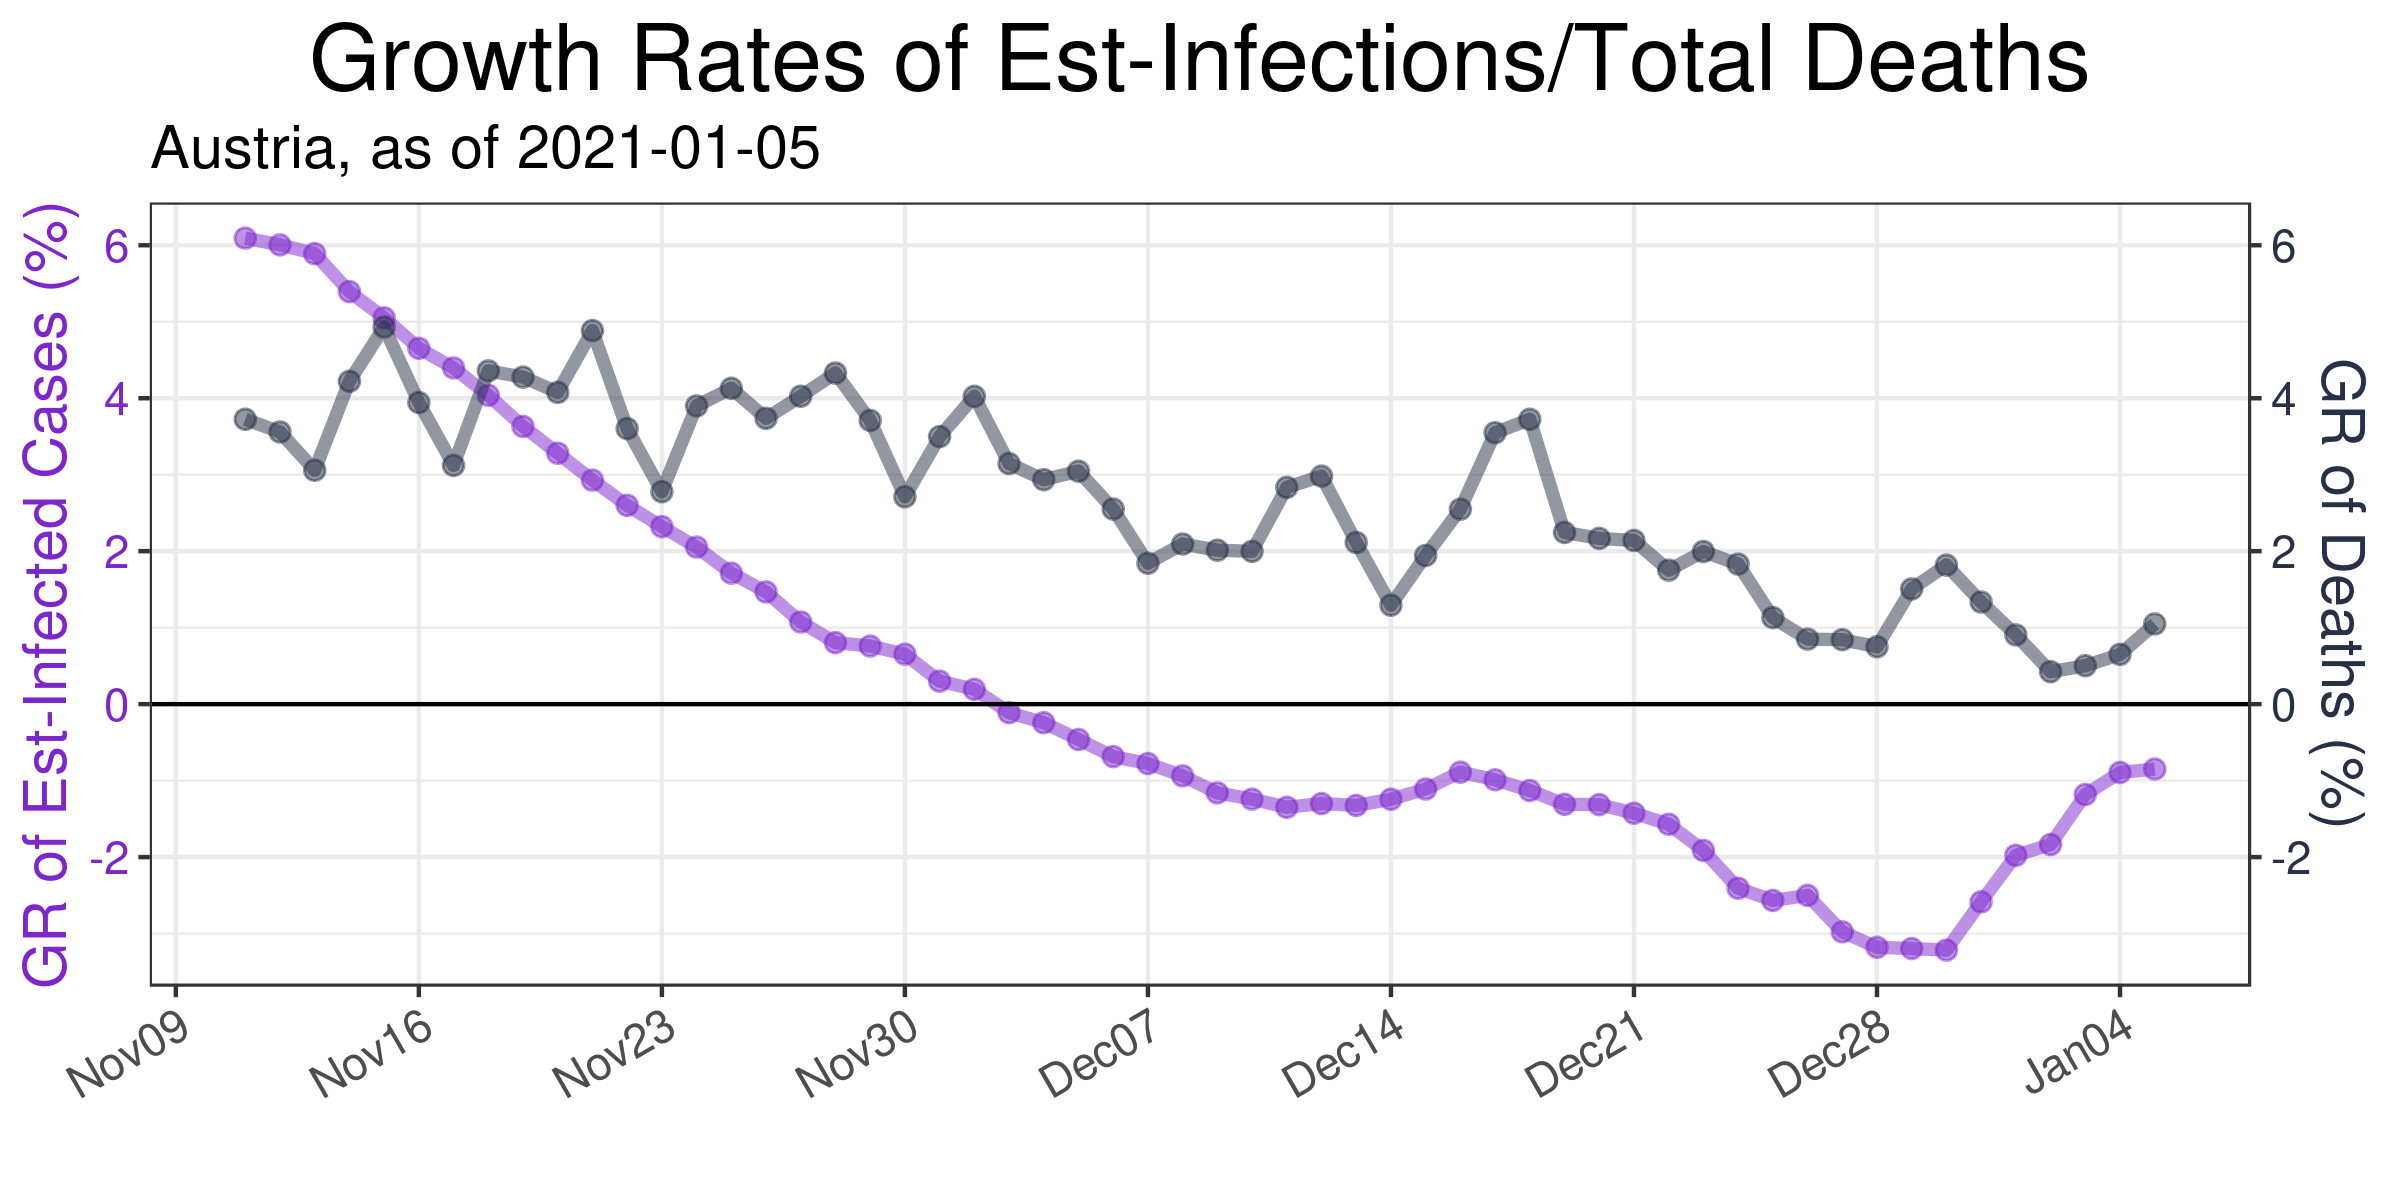 Growth Rates of Est-Infections/Total Deaths
Austria, as of 2021-01-05
GR of Est-Infected Cases (%)
6
4
2
0
-2
6
4
2
0
-2
GR of Deaths (%)
Nov09
Nov16
Nov23
Nov30
Dec07
Dec14
Dec21
Dec28
Jan04